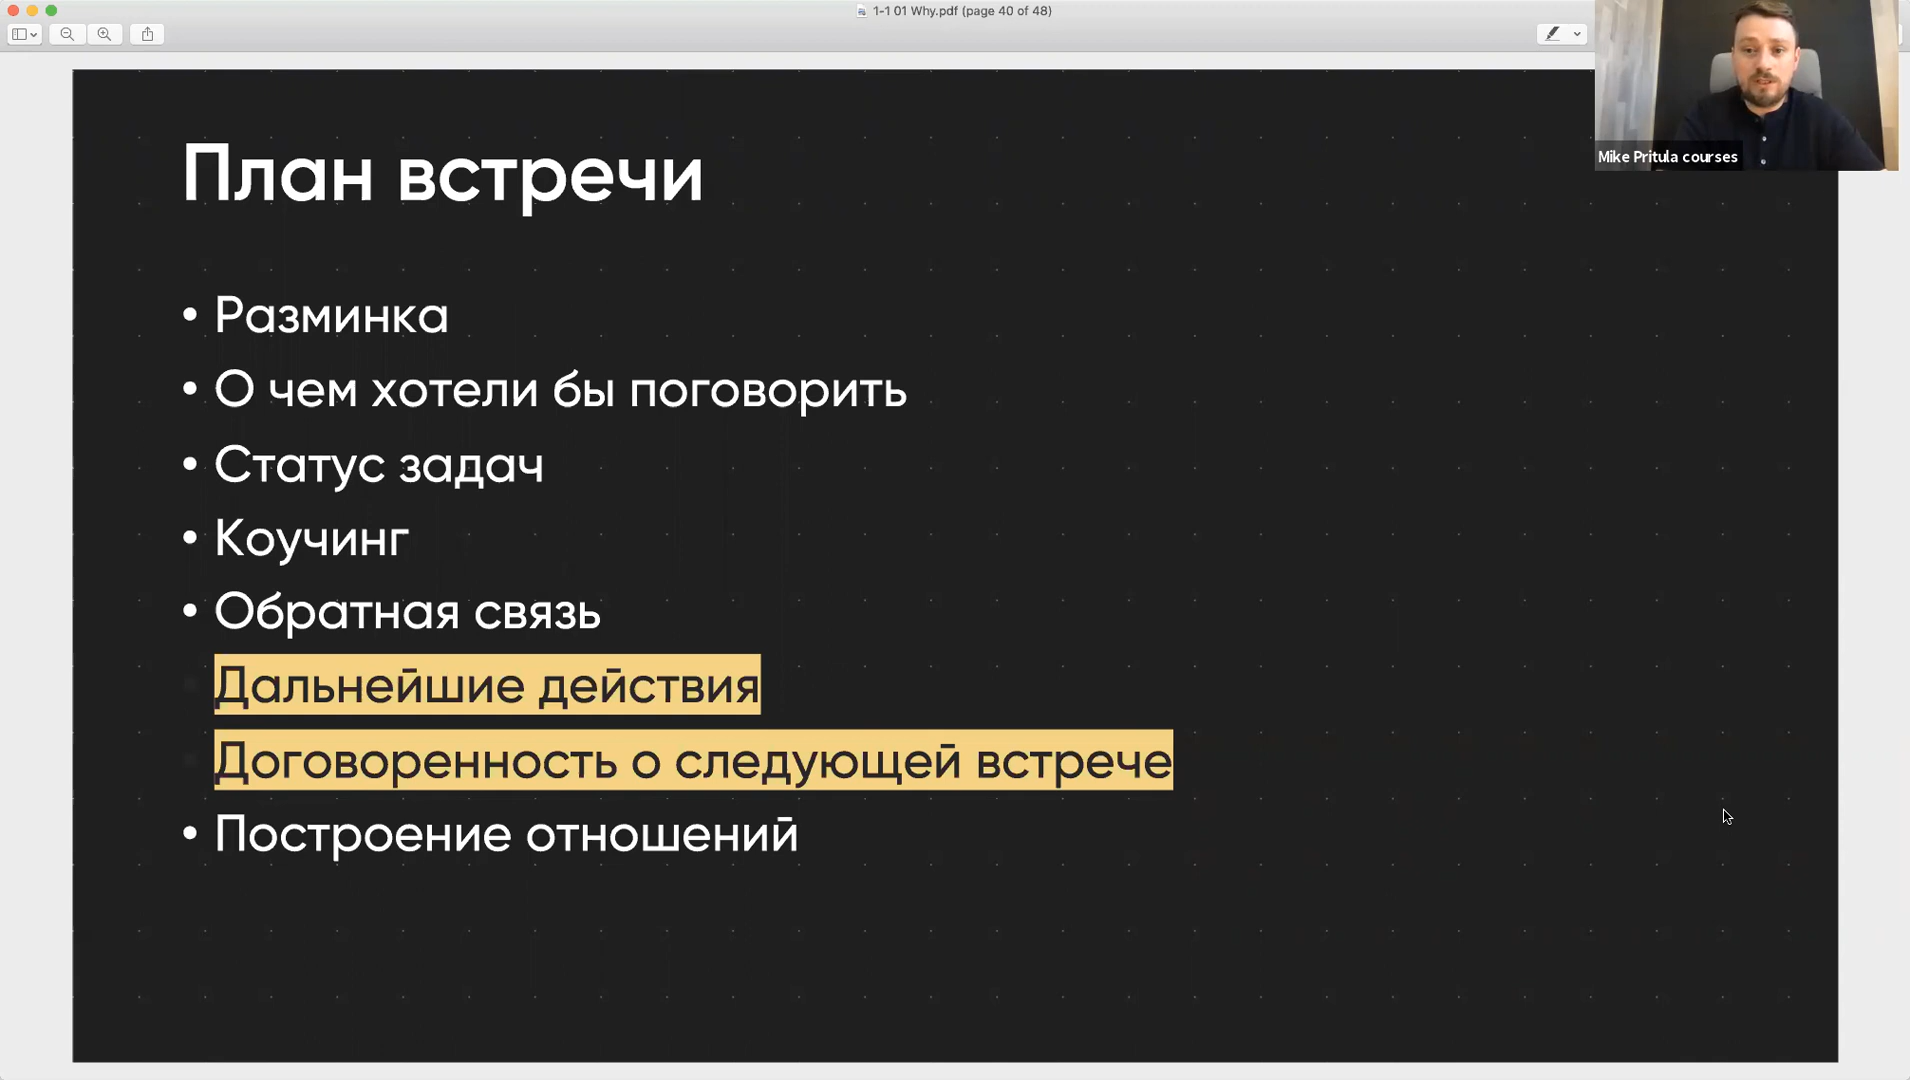 1-1 01 Why.pdf (page 40 of 48)
Mike Pritula courses
План встречи
• Разминка
• О чем хотели бы поговорить
• Статус задач
• Коучинг
• Обратная связь
Дальнейшие действия
Договоренность о следующей встрече
• Построение отношений